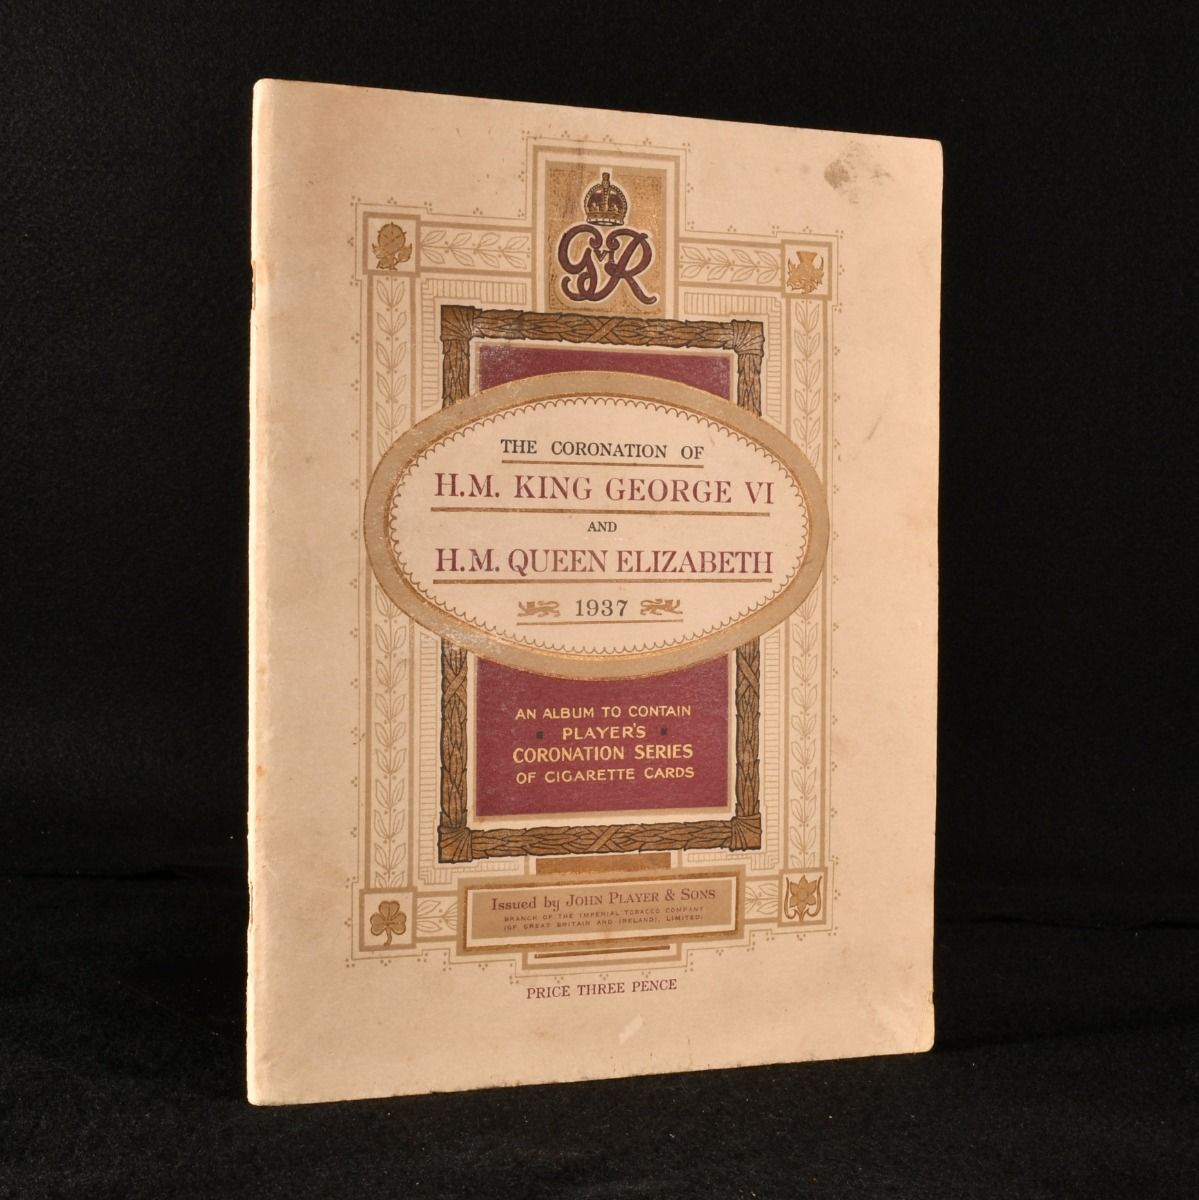 GVIR
THE CORONATION OF
H.M. KING GEORGE VI
AND
H.M. QUEEN ELIZABETH
1937
AN ALBUM TO CONTAIN
PLAYER'S
CORONATION SERIES
OF CIGARETTE CARDS
Issued by JOHN PLAYER & SONS
BRANCH OF THE IMPERIAL TOBACCO COMPANY
(OF GREAT BRITAIN AND IRELAND), LIMITED.
PRICE THREE PENCE